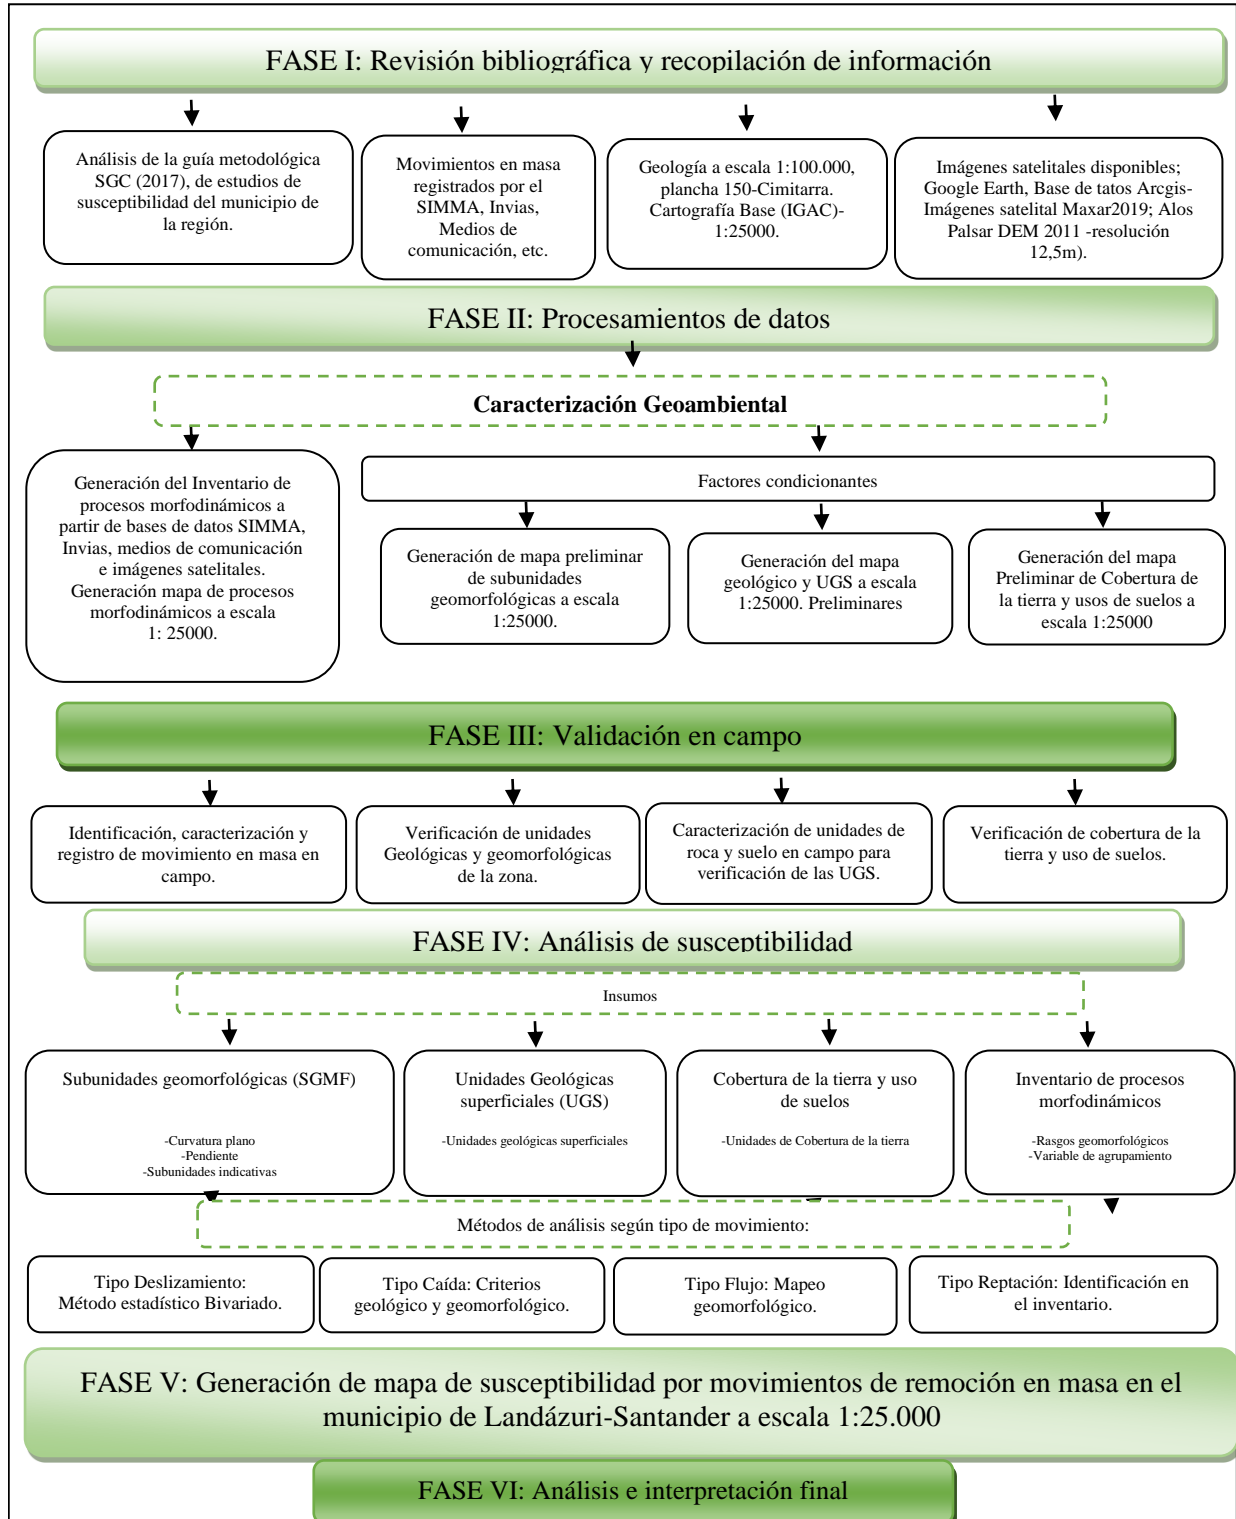 FASE I: Revisión bibliográfica y recopilación de información
Análisis de la guía metodológica
SGC (2017), de estudios de
susceptibilidad del municipio de
la región.
Movimientos en masa
registrados por el
SIMMA, Invias,
Medios de
comunicación, etc.
Geología a escala 1:100.000,
plancha 150-Cimitarra.
Cartografía Base (IGAC)-
1:25000.
Imágenes satelitales disponibles;
Google Earth, Base de tatos Arcgis-
Imágenes satelital Maxar2019; Alos
Palsar DEM 2011 -resolución
12,5m).
FASE II: Procesamientos de datos
Caracterización Geoambiental
Generación del Inventario de
procesos morfodinámicos a
partir de bases de datos SIMMA,
Invias, medios de comunicación
e imágenes satelitales.
Generación mapa de procesos
morfodinámicos a escala
1: 25000.
Factores condicionantes
Generación de mapa preliminar
de subunidades
geomorfológicas a escala
1:25000.
Generación del mapa
geológico y UGS a escala
1:25000. Preliminares
Generación del mapa
Preliminar de Cobertura de
la tierra y usos de suelos a
escala 1:25000
FASE III: Validación en campo
Identificación, caracterización y
registro de movimiento en masa en
campo.
Verificación de unidades
Geológicas y geomorfológicas
de la zona.
Caracterización de unidades de
roca y suelo en campo para
verificación de las UGS.
Verificación de cobertura de la
tierra y uso de suelos.
FASE IV: Análisis de susceptibilidad
Insumos
Subunidades geomorfológicas (SGMF)
-Curvatura plano
-Pendiente
-Subunidades indicativas
Unidades Geológicas
superficiales (UGS)
-Unidades geológicas superficiales
Cobertura de la tierra y uso
de suelos
-Unidades de Cobertura de la tierra
Inventario de procesos
morfodinámicos
-Rasgos geomorfológicos
-Variable de agrupamiento
Métodos de análisis según tipo de movimiento:
Tipo Deslizamiento:
Método estadístico Bivariado.
Tipo Caída: Criterios
geológico y geomorfológico.
Tipo Flujo: Mapeo
geomorfológico.
Tipo Reptación: Identificación en
el inventario.
FASE V: Generación de mapa de susceptibilidad por movimientos de remoción en masa en el
municipio de Landázuri-Santander a escala 1:25.000
FASE VI: Análisis e interpretación final